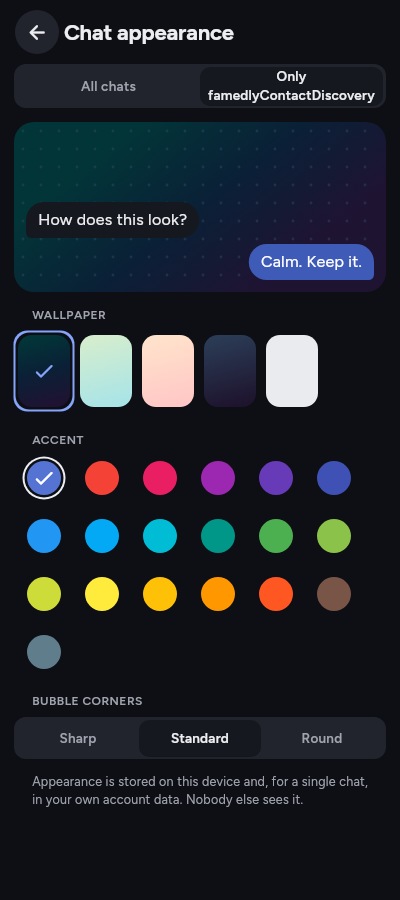 Chat appearance
All chats
Only
famedlyContactDiscovery
How does this look?
Calm. Keep it.
WALLPAPER
ACCENT
BUBBLE CORNERS
Sharp
Standard
Round
Appearance is stored on this device and, for a single chat,
in your own account data. Nobody else sees it.